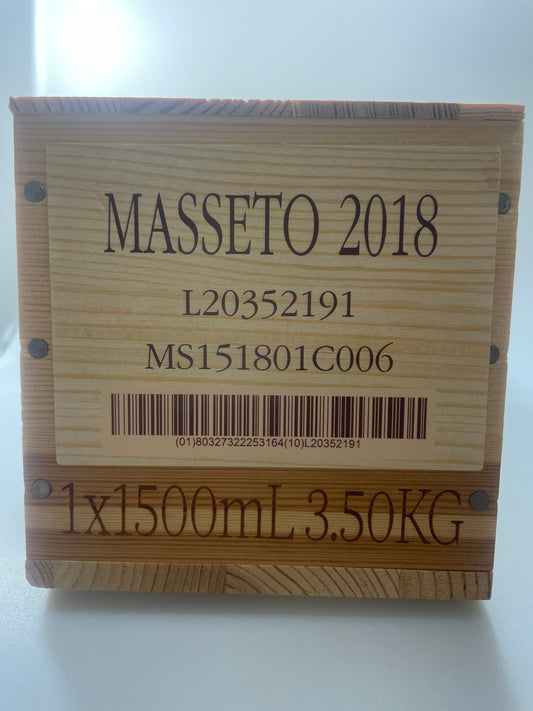 MASSETO 2018
L20352191
MS151801C006
(01)80327322253164(10)L20352191
1x1500mL 3.50KG